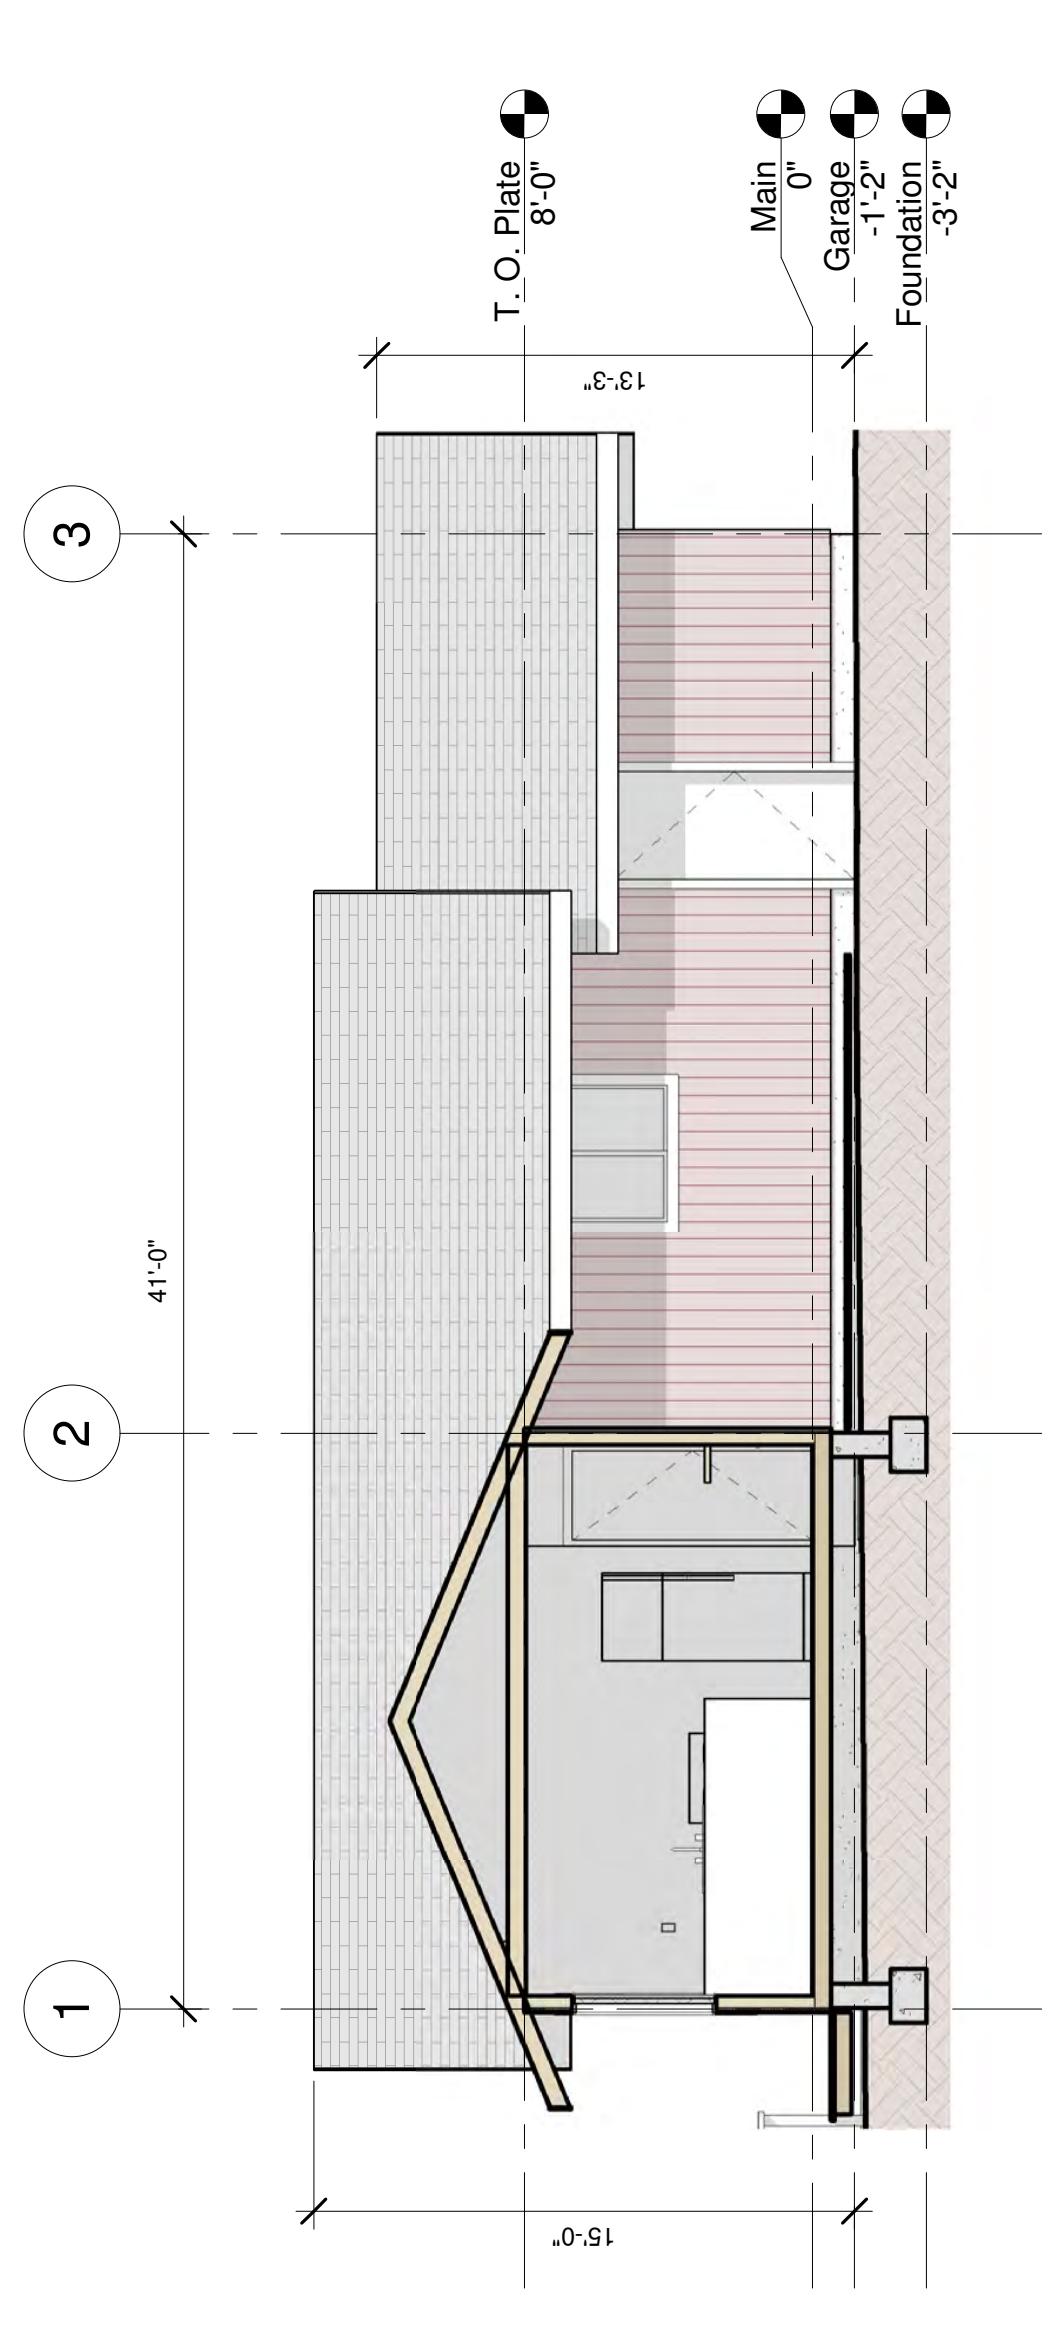 1
2
3
41'-0"
15'-0"
13'-3"
T. O. Plate
8'-0"
Main
0"
Garage
-1'-2"
Foundation
-3'-2"